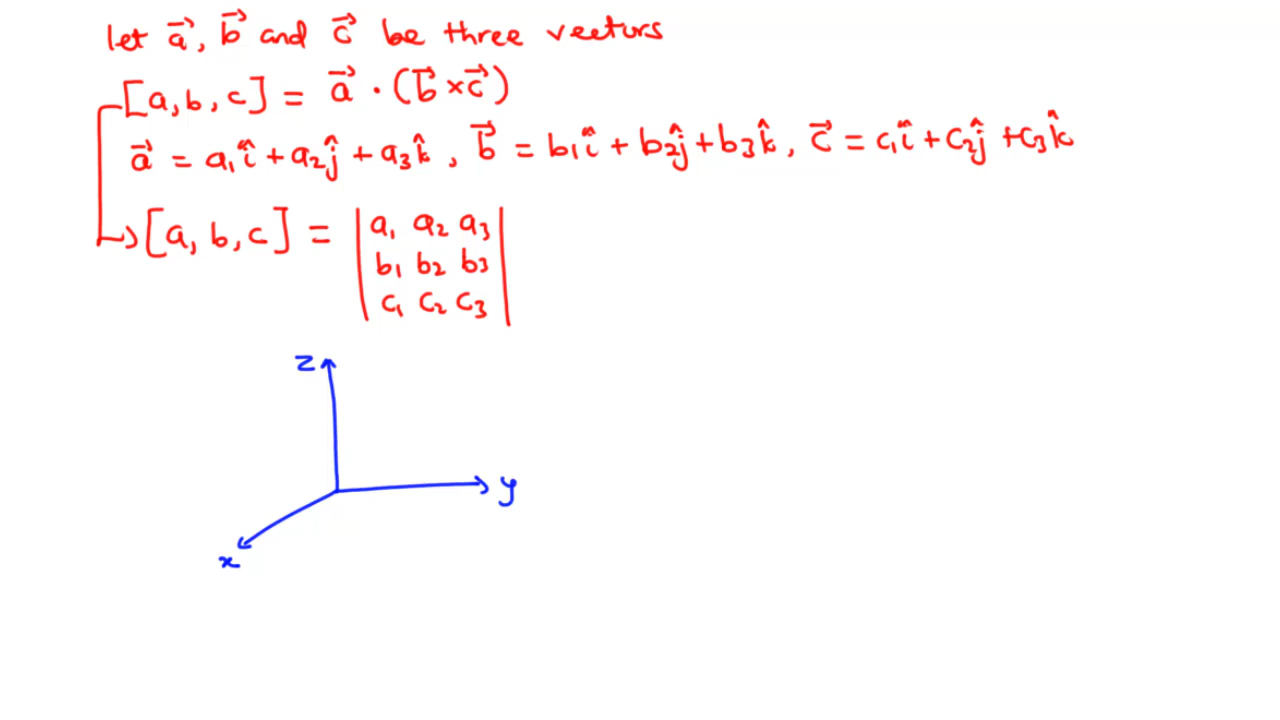 let a⃗, b⃗ and c⃗ be three vectors
[a, b, c] = a⃗ · (b⃗ × c⃗)
a⃗ = a₁î + a₂ĵ + a₃k̂, b⃗ = b₁î + b₂ĵ + b₃k̂, c⃗ = c₁î + c₂ĵ + c₃k̂
[a, b, c] = | a₁ a₂ a₃ |
| b₁ b₂ b₃ |
| c₁ c₂ c₃ |
z
y
x